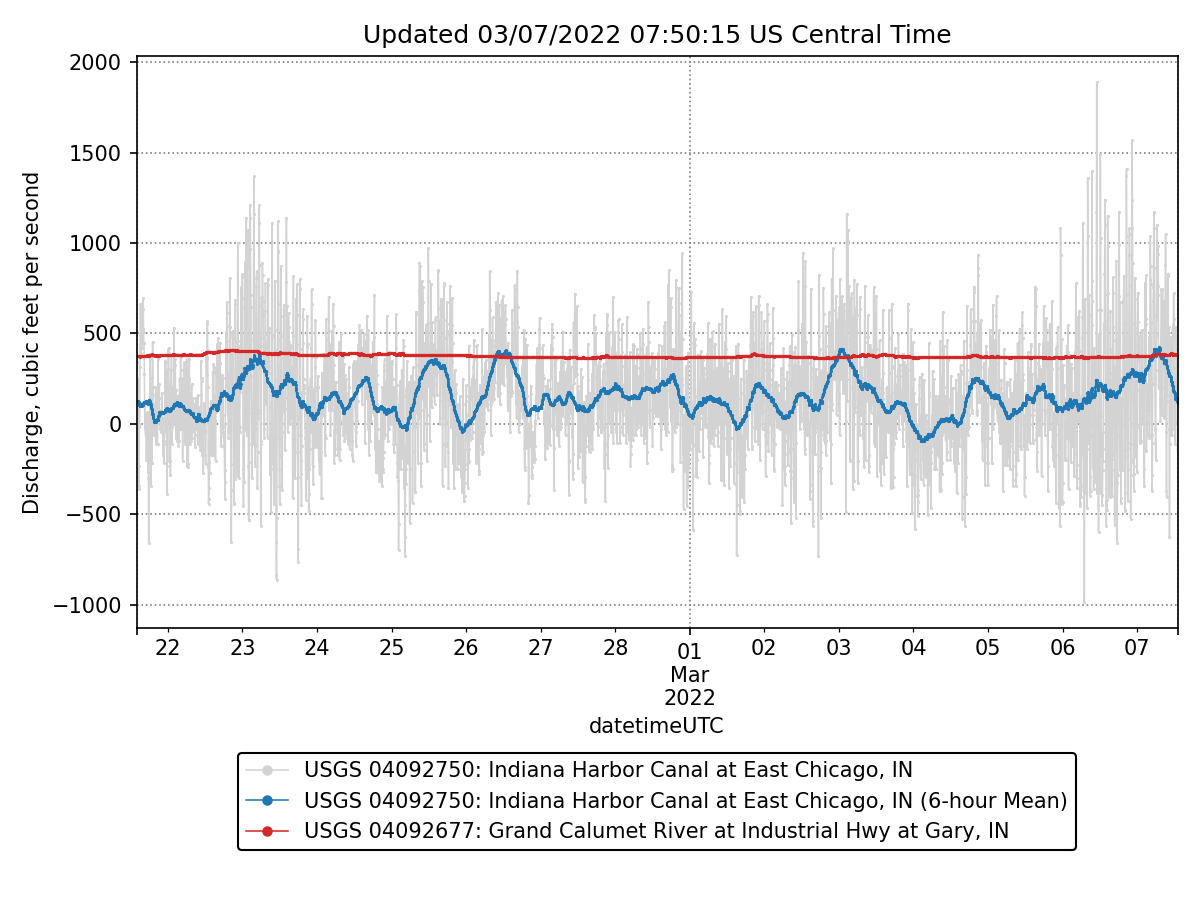 Updated 03/07/2022 07:50:15 US Central Time
2000
1500
1000
500
0
−500
−1000
Discharge, cubic feet per second
22 23 24 25 26 27 28 01 02 03 04 05 06 07
Mar
2022
datetimeUTC
USGS 04092750: Indiana Harbor Canal at East Chicago, IN
USGS 04092750: Indiana Harbor Canal at East Chicago, IN (6-hour Mean)
USGS 04092677: Grand Calumet River at Industrial Hwy at Gary, IN